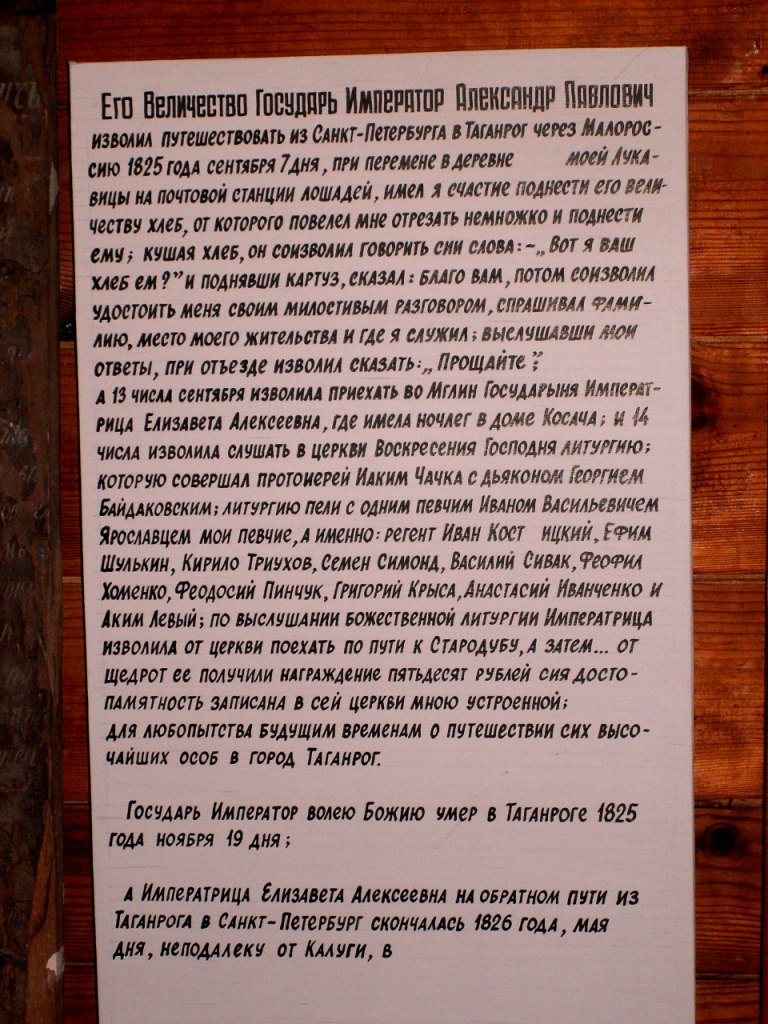 Его Величество Государь Император Александр Павлович
изволил путешествовать из Санкт-Петербурга в Таганрог через Малорос-
сию 1825 года сентября 7 дня, при перемене в деревне моей Лука-
вицы на почтовой станции лошадей, имел я счастие поднести его вели-
честву хлеб, от которого повелел мне отрезать немножко и поднести
ему; кушая хлеб, он соизволил говорить сии слова: - „Вот я ваш
хлеб ем?" и поднявши картуз, сказал: благо вам, потом соизволил
удостоить меня своим милостивым разговором, спрашивал фами-
лию, место моего жительства и где я служил; выслушавши мои
ответы, при отъезде изволил сказать: „Прощайте";
а 13 числа сентября изволила приехать во Мглин Государыня Императ-
рица Елизавета Алексеевна, где имела ночлег в доме Косача; и 14
числа изволила слушать в церкви Воскресения Господня литургию;
которую совершал протоиерей Иаким Чачка с дьяконом Георгием
Байдаковским; литургию пели с одним певчим Иваном Васильевичем
Ярославцем мои певчие, а именно: регент Иван Кост ицкий, Ефим
Шулькин, Кирило Триухов, Семен Симонд, Василий Сивак, Феофил
Хоменко, Феодосий Пинчук, Григорий Крыса, Анастасий Иванченко и
Аким Левый; по выслушании божественной литургии Императрица
изволила от церкви поехать по пути к Стародубу, а затем... от
щедрот ее получили награждение пятьдесят рублей сия досто-
памятность записана в сей церкви мною устроенной;
для любопытства будущим временам о путешествии сих высо-
чайших особ в город Таганрог.
Государь Император волею Божию умер в Таганроге 1825
года ноября 19 дня;
а Императрица Елизавета Алексеевна на обратном пути из
Таганрога в Санкт-Петербург скончалась 1826 года, мая
дня, неподалеку от Калуги, в